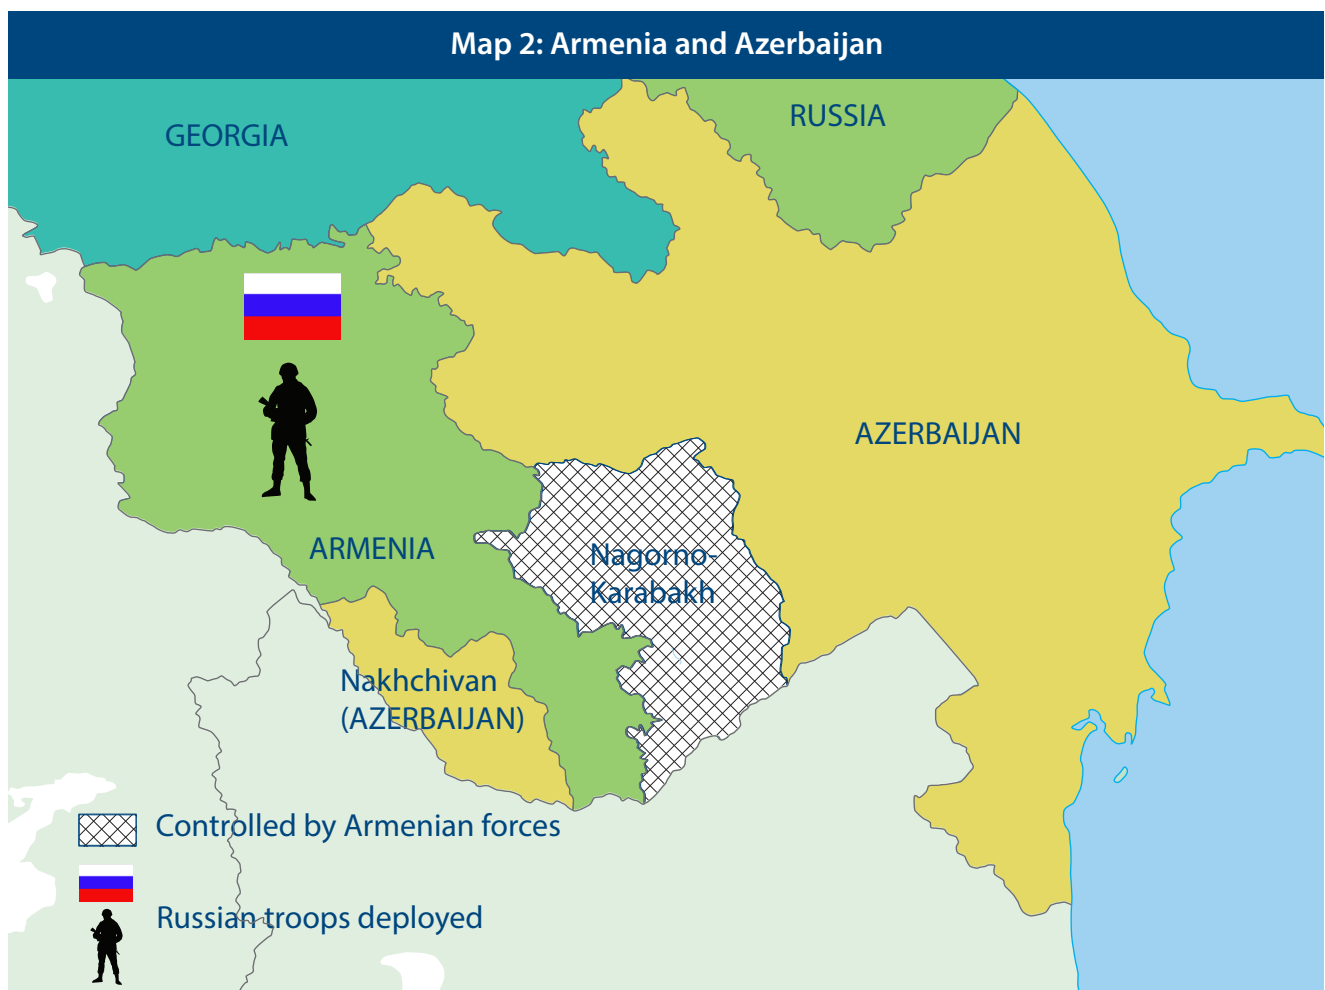 Map 2: Armenia and Azerbaijan
RUSSIA
GEORGIA
AZERBAIJAN
ARMENIA
Nagorno-
Karabakh
Nakhchivan
(AZERBAIJAN)
Controlled by Armenian forces
Russian troops deployed